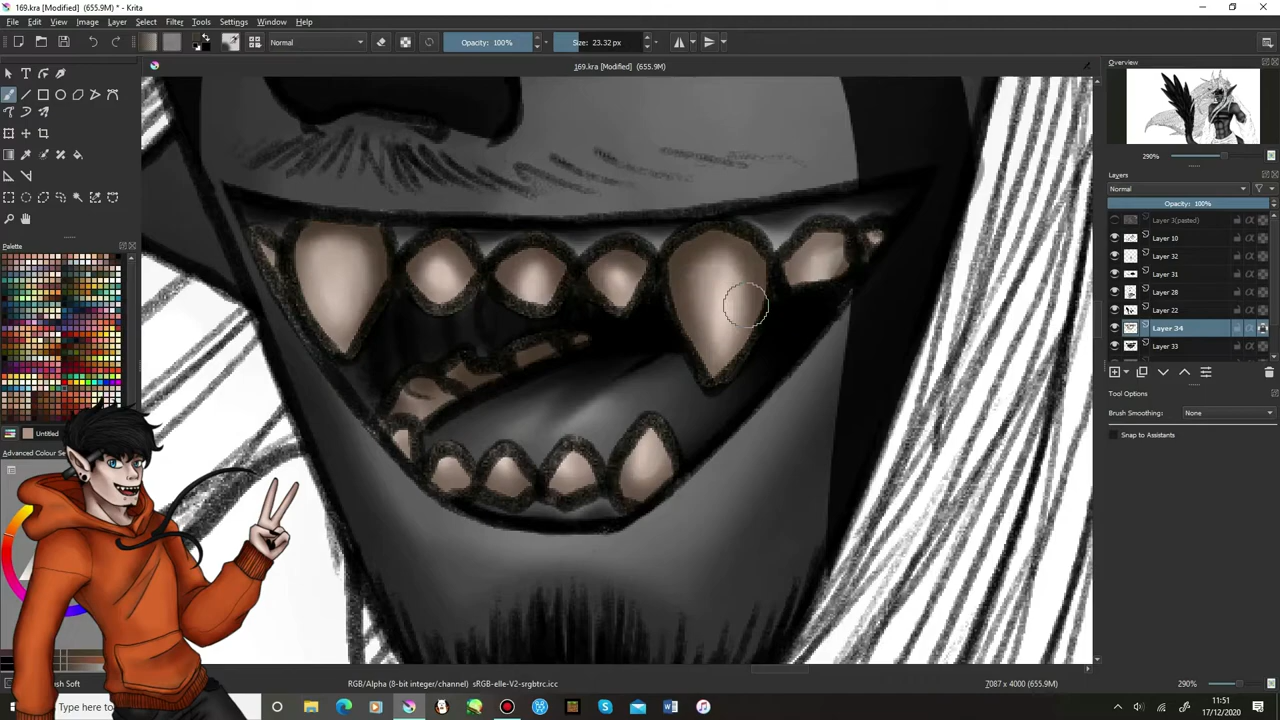 169.kra [Modified] (655.9M) * - Krita
File Edit View Image Layer Select Filter Tools Settings Window Help
Normal Opacity: 100% Size: 23.32 px
169.kra [Modified] (655.9M)
Overview
290%
Layers
Normal
Opacity: 100%
Layer 3(pasted)
Layer 10
Layer 32
Layer 31
Layer 28
Layer 22
Layer 34
Layer 33
Tool Options
Brush Smoothing: None
Snap to Assistants
Palette
Untitled
Advanced Colour Se
sh Soft
RGB/Alpha (8-bit integer/channel) sRGB-elle-V2-srgbtrc.icc
7087 x 4000 (655.9M)
290%
Type here to
11:51
17/12/2020